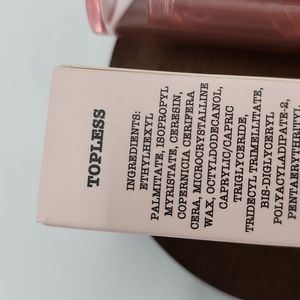 TOPLESS
INGREDIENTS:
ETHYLHEXYL
PALMITATE, ISOPROPYL
MYRISTATE, CERESIN,
COPERNICIA CERIFERA
CERA, MICROCRYSTALLINE
WAX, OCTYLDODECANOL,
CAPRYLIC/CAPRIC
TRIGLYCERIDE,
TRIDECYL TRIMELLITATE,
BIS-DIGLYCERYL
POLYACYLADIPATE-2,